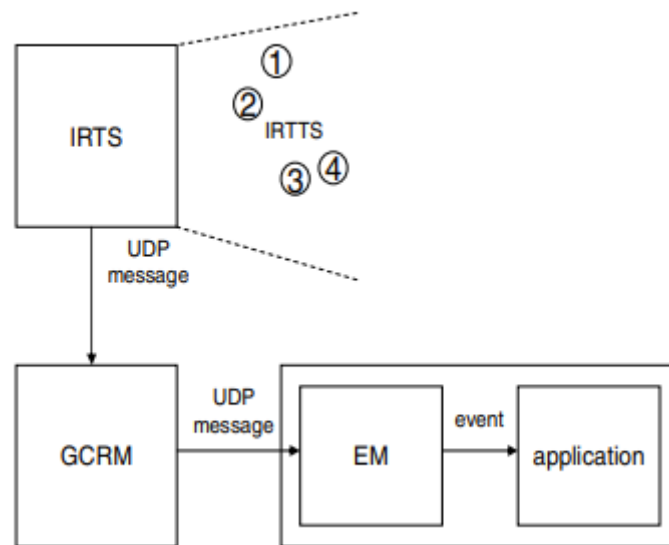 ①
②
IRTS
IRTTS
③
④
UDP
message
UDP
message
GCRM
EM
event
application